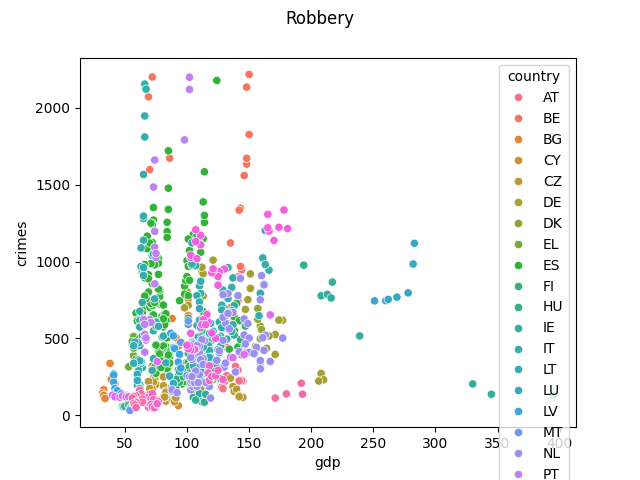 Robbery
crimes
2000
1500
1000
500
0
50
100
150
200
250
300
350
400
gdp
country
AT
BE
BG
CY
CZ
DE
DK
EL
ES
FI
HU
IE
IT
LT
LU
LV
MT
NL
PT